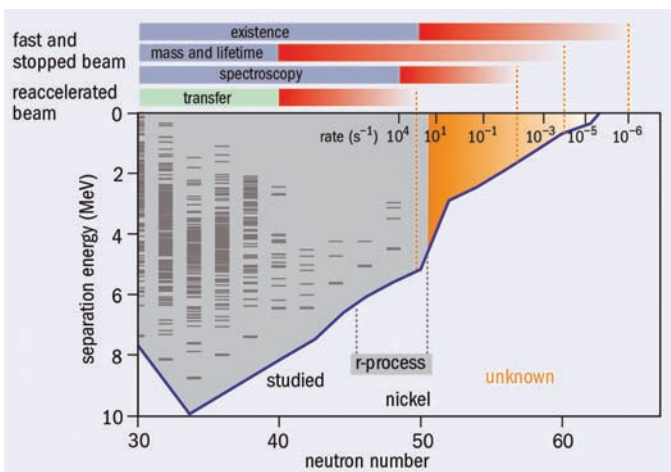 fast and
stopped beam
reaccelerated
beam
existence
mass and lifetime
spectroscopy
transfer
rate (s⁻¹) 10⁴ 10¹ 10⁻¹ 10⁻³ 10⁻⁵ 10⁻⁶
separation energy (MeV)
0
2
4
6
8
10
r-process
studied
unknown
nickel
30 40 50 60
neutron number